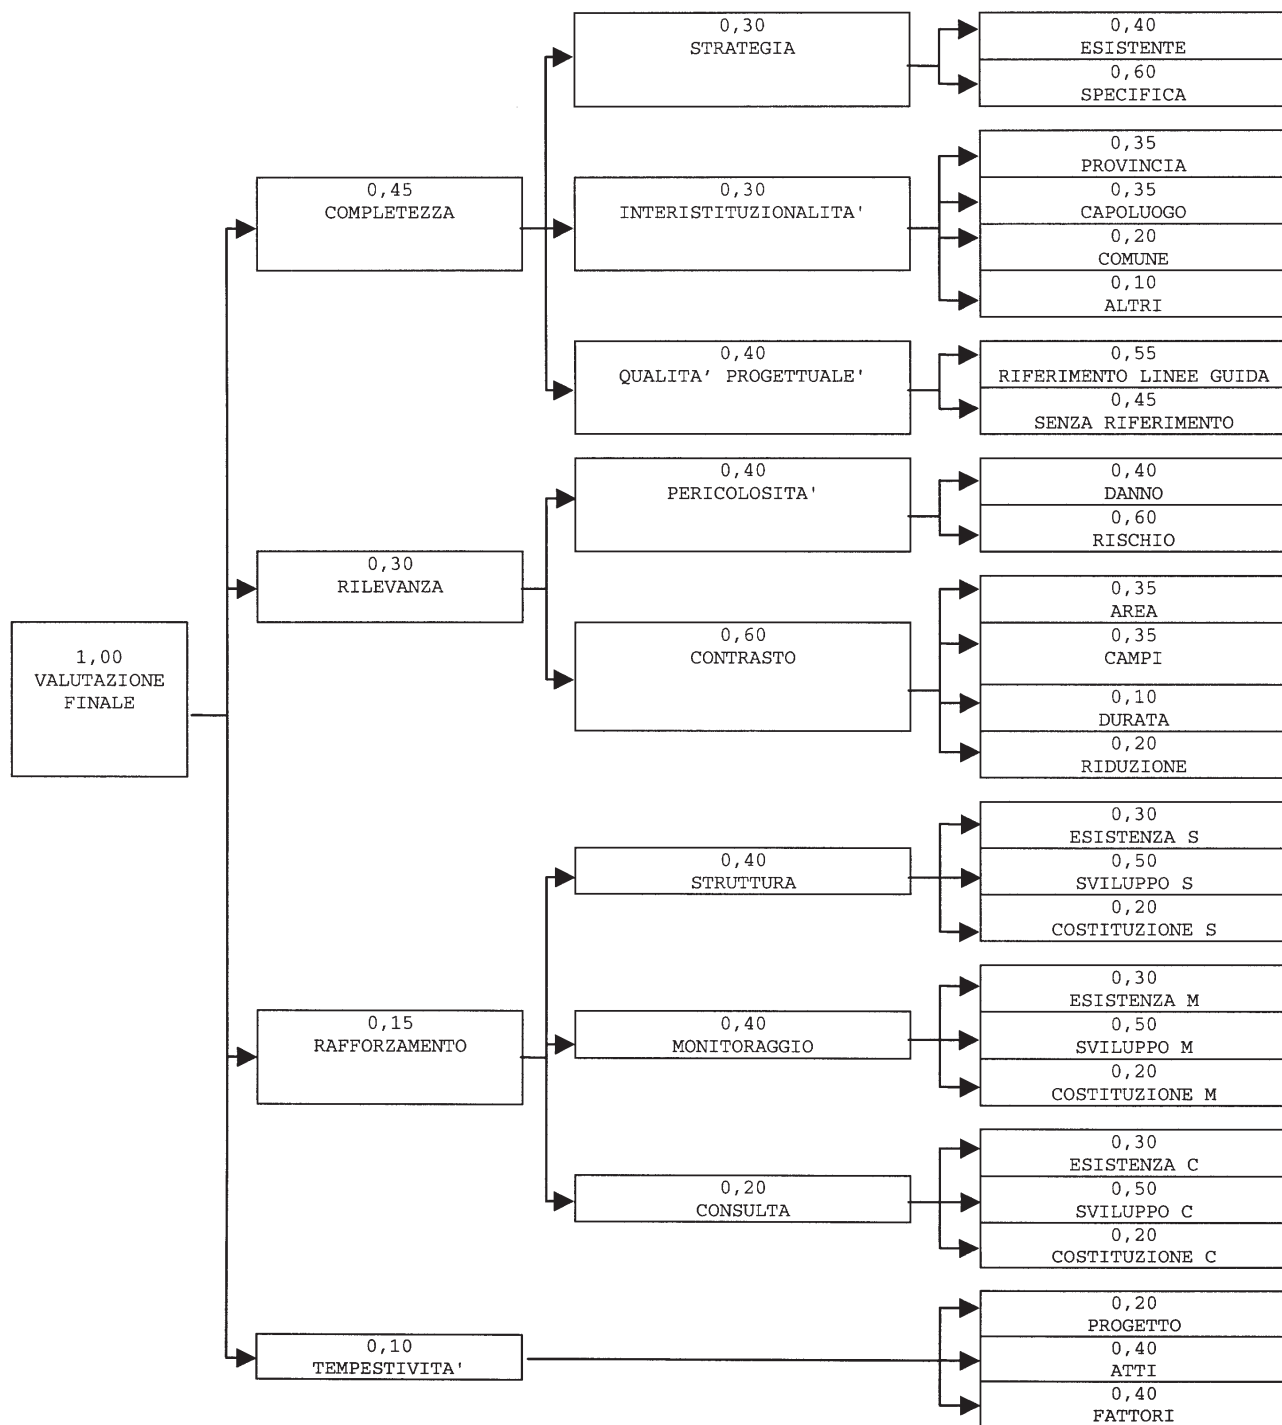 1,00
VALUTAZIONE
FINALE
0,45
COMPLETEZZA
0,30
STRATEGIA
0,40
ESISTENTE
0,60
SPECIFICA
0,30
INTERISTITUZIONALITA'
0,35
PROVINCIA
0,35
CAPOLUOGO
0,20
COMUNE
0,10
ALTRI
0,40
QUALITA’ PROGETTUALE'
0,55
RIFERIMENTO LINEE GUIDA
0,45
SENZA RIFERIMENTO
0,30
RILEVANZA
0,40
PERICOLOSITA'
0,40
DANNO
0,60
RISCHIO
0,60
CONTRASTO
0,35
AREA
0,35
CAMPI
0,10
DURATA
0,20
RIDUZIONE
0,15
RAFFORZAMENTO
0,40
STRUTTURA
0,30
ESISTENZA S
0,50
SVILUPPO S
0,20
COSTITUZIONE S
0,40
MONITORAGGIO
0,30
ESISTENZA M
0,50
SVILUPPO M
0,20
COSTITUZIONE M
0,20
CONSULTA
0,30
ESISTENZA C
0,50
SVILUPPO C
0,20
COSTITUZIONE C
0,10
TEMPESTIVITA'
0,20
PROGETTO
0,40
ATTI
0,40
FATTORI